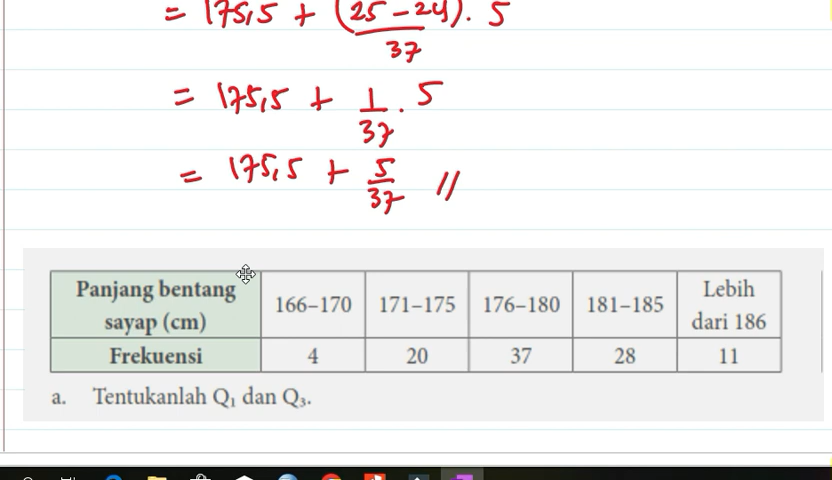 = 175,5 + (25-24) . 5
37
= 175,5 + 1 . 5
37
= 175,5 + 5 //
37
Panjang bentang sayap (cm) 166–170 171–175 176–180 181–185 Lebih dari 186
Frekuensi 4 20 37 28 11
a. Tentukanlah Q₁ dan Q₃.